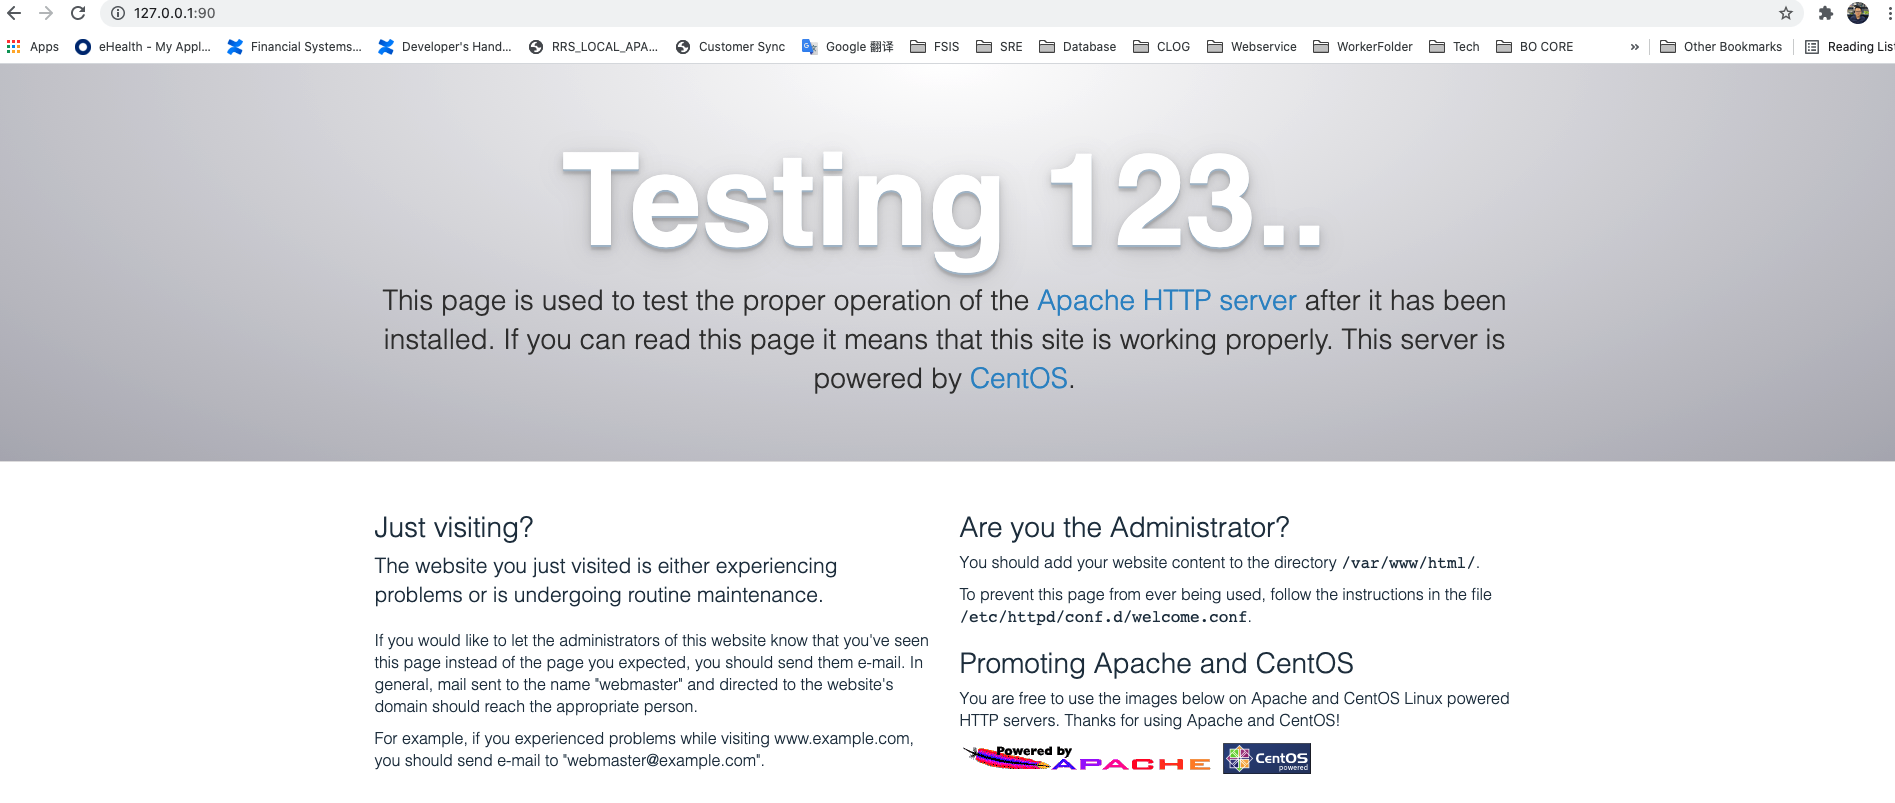 127.0.0.1:90
Apps eHealth - My Appl... Financial Systems... Developer's Hand... RRS_LOCAL_APA... Customer Sync Google 翻译 FSIS SRE Database CLOG Webservice WorkerFolder Tech BO CORE » Other Bookmarks Reading List
Testing 123..
This page is used to test the proper operation of the Apache HTTP server after it has been
installed. If you can read this page it means that this site is working properly. This server is
powered by CentOS.
Just visiting?
The website you just visited is either experiencing
problems or is undergoing routine maintenance.
If you would like to let the administrators of this website know that you've seen
this page instead of the page you expected, you should send them e-mail. In
general, mail sent to the name "webmaster" and directed to the website's
domain should reach the appropriate person.
For example, if you experienced problems while visiting www.example.com,
you should send e-mail to "webmaster@example.com".
Are you the Administrator?
You should add your website content to the directory /var/www/html/.
To prevent this page from ever being used, follow the instructions in the file
/etc/httpd/conf.d/welcome.conf.
Promoting Apache and CentOS
You are free to use the images below on Apache and CentOS Linux powered
HTTP servers. Thanks for using Apache and CentOS!
Powered by
APACHE
CentOS
powered